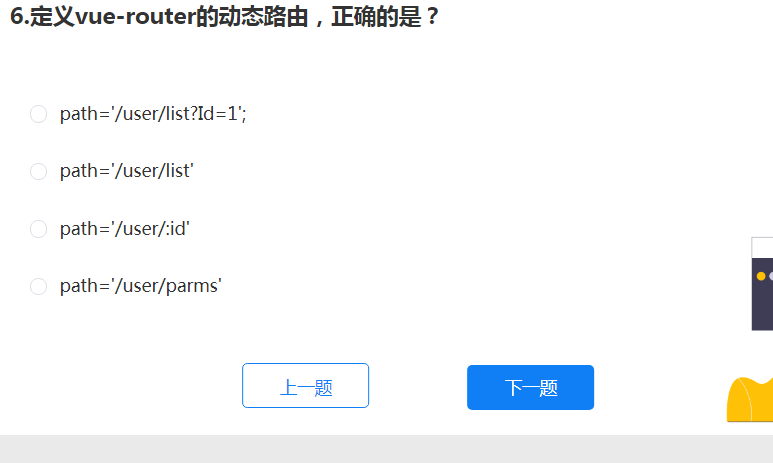 6.定义vue-router的动态路由，正确的是？
path='/user/list?Id=1';
path='/user/list'
path='/user/:id'
path='/user/parms'
上一题 下一题